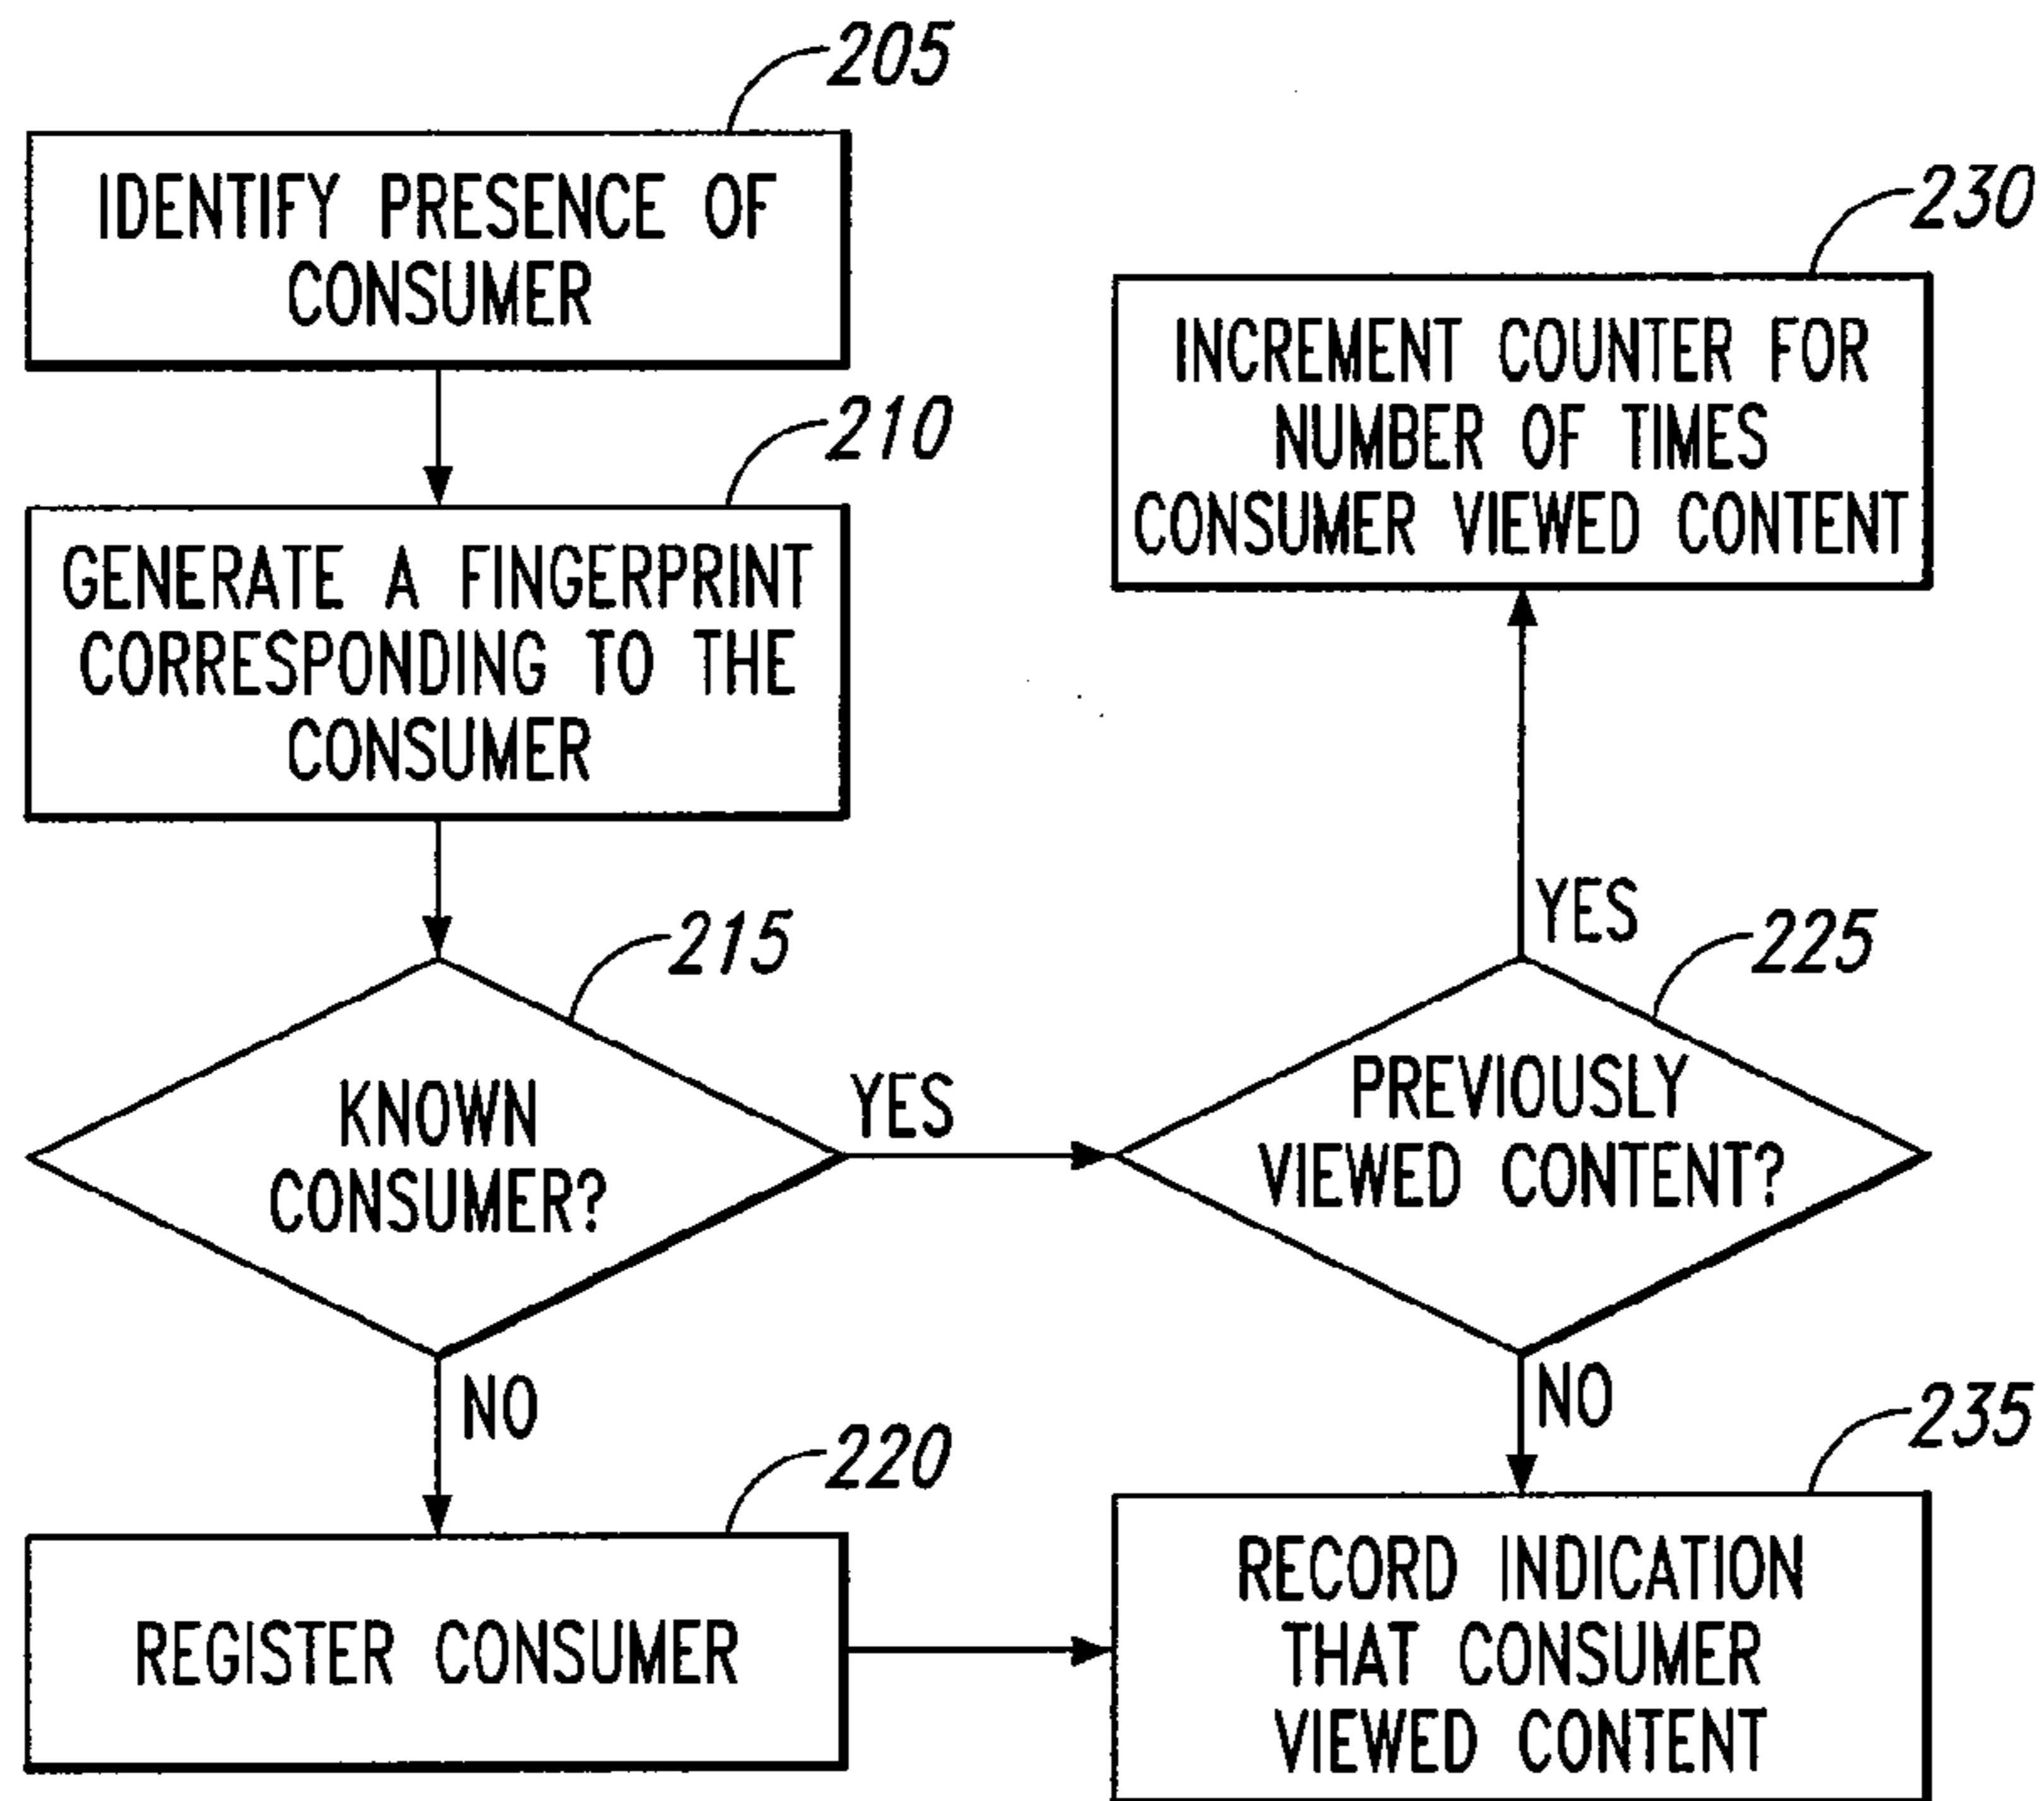 205
IDENTIFY PRESENCE OF
CONSUMER
210
GENERATE A FINGERPRINT
CORRESPONDING TO THE
CONSUMER
215
KNOWN
CONSUMER?
YES
NO
220
REGISTER CONSUMER
230
INCREMENT COUNTER FOR
NUMBER OF TIMES
CONSUMER VIEWED CONTENT
YES
225
PREVIOUSLY
VIEWED CONTENT?
NO
235
RECORD INDICATION
THAT CONSUMER
VIEWED CONTENT